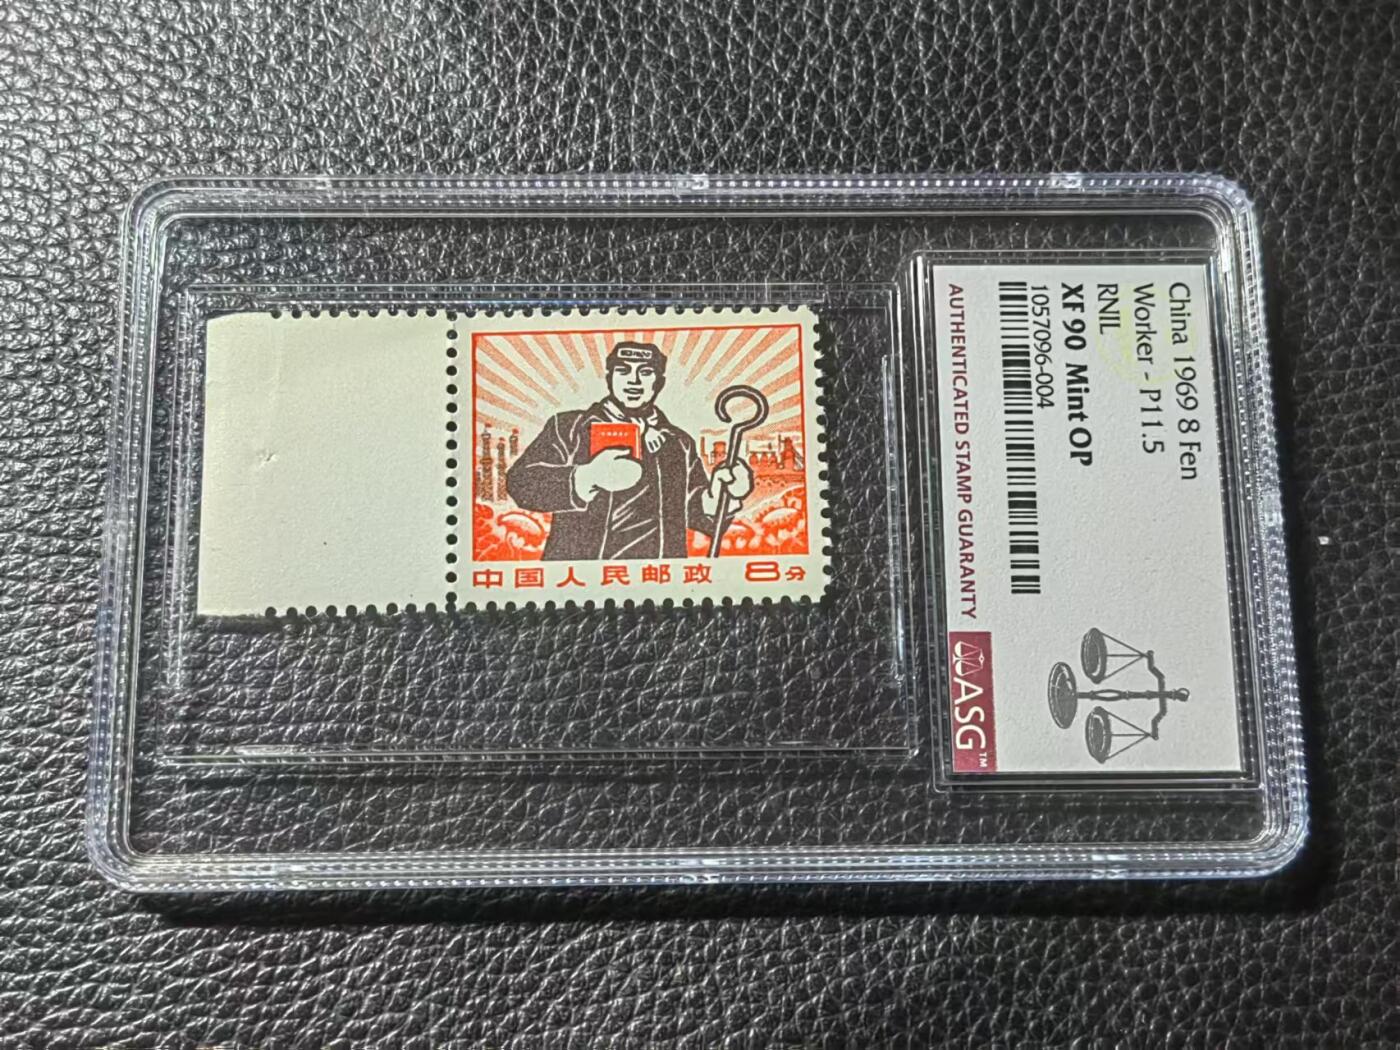 中国人民邮政 8分
China 1969 8 Fen
Worker - P11.5
RNIL
XF 90 Mint OP
1057096-004
AUTHENTICATED STAMP GUARANTY
ASG™